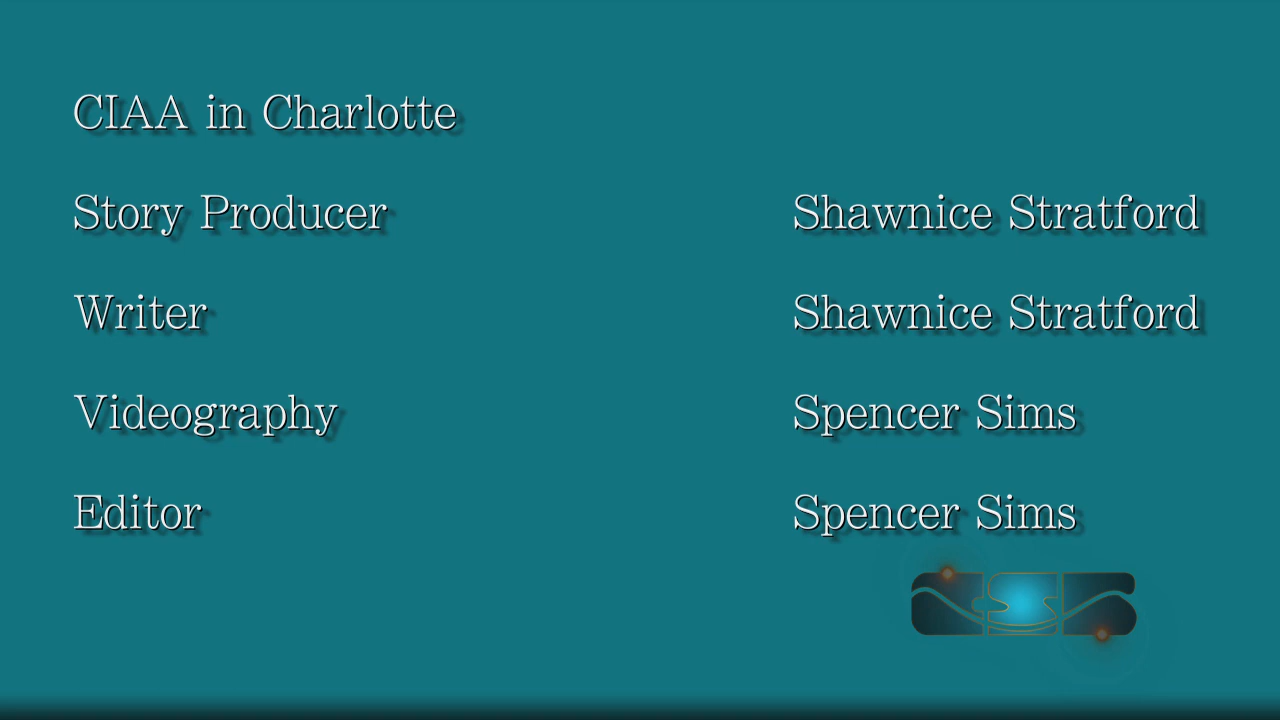 CIAA in Charlotte
Story Producer Shawnice Stratford
Writer Shawnice Stratford
Videography Spencer Sims
Editor Spencer Sims